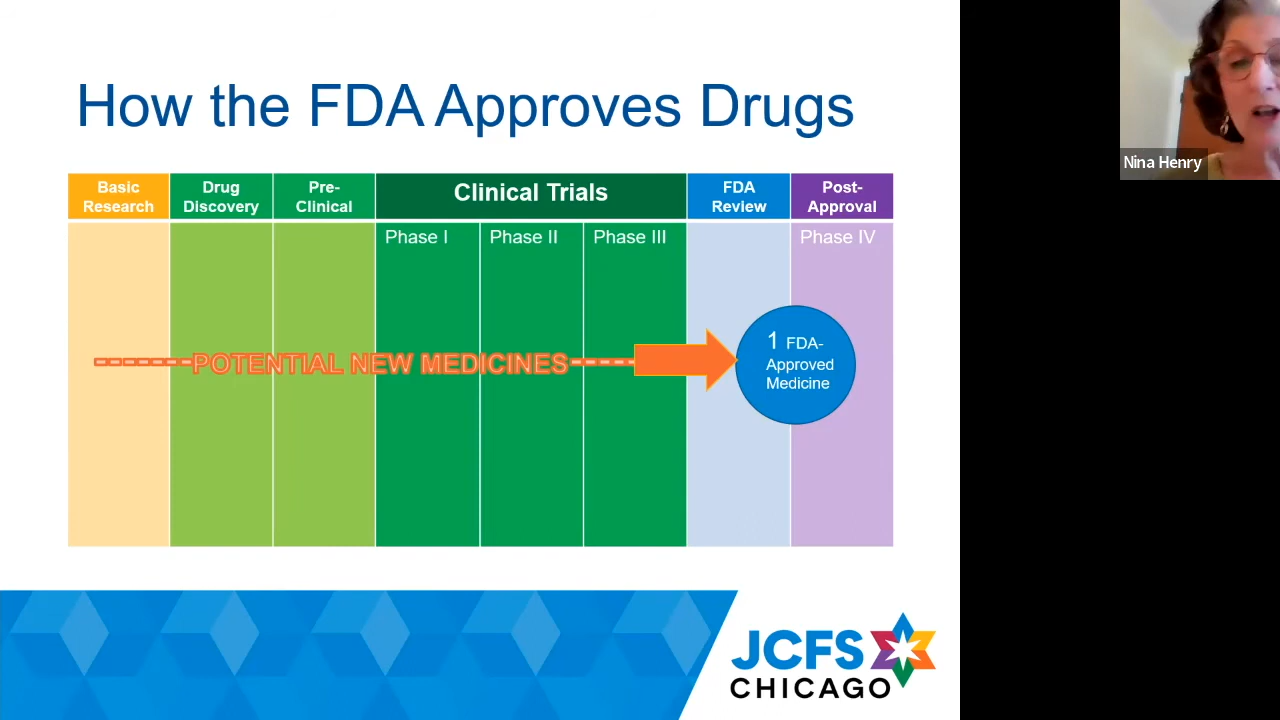 How the FDA Approves Drugs
Nina Henry
Basic
Research
Drug
Discovery
Pre-
Clinical
Clinical Trials
FDA
Review
Post-
Approval
Phase I
Phase II
Phase III
Phase IV
POTENTIAL NEW MEDICINES
1 FDA-
Approved
Medicine
JCFS
CHICAGO